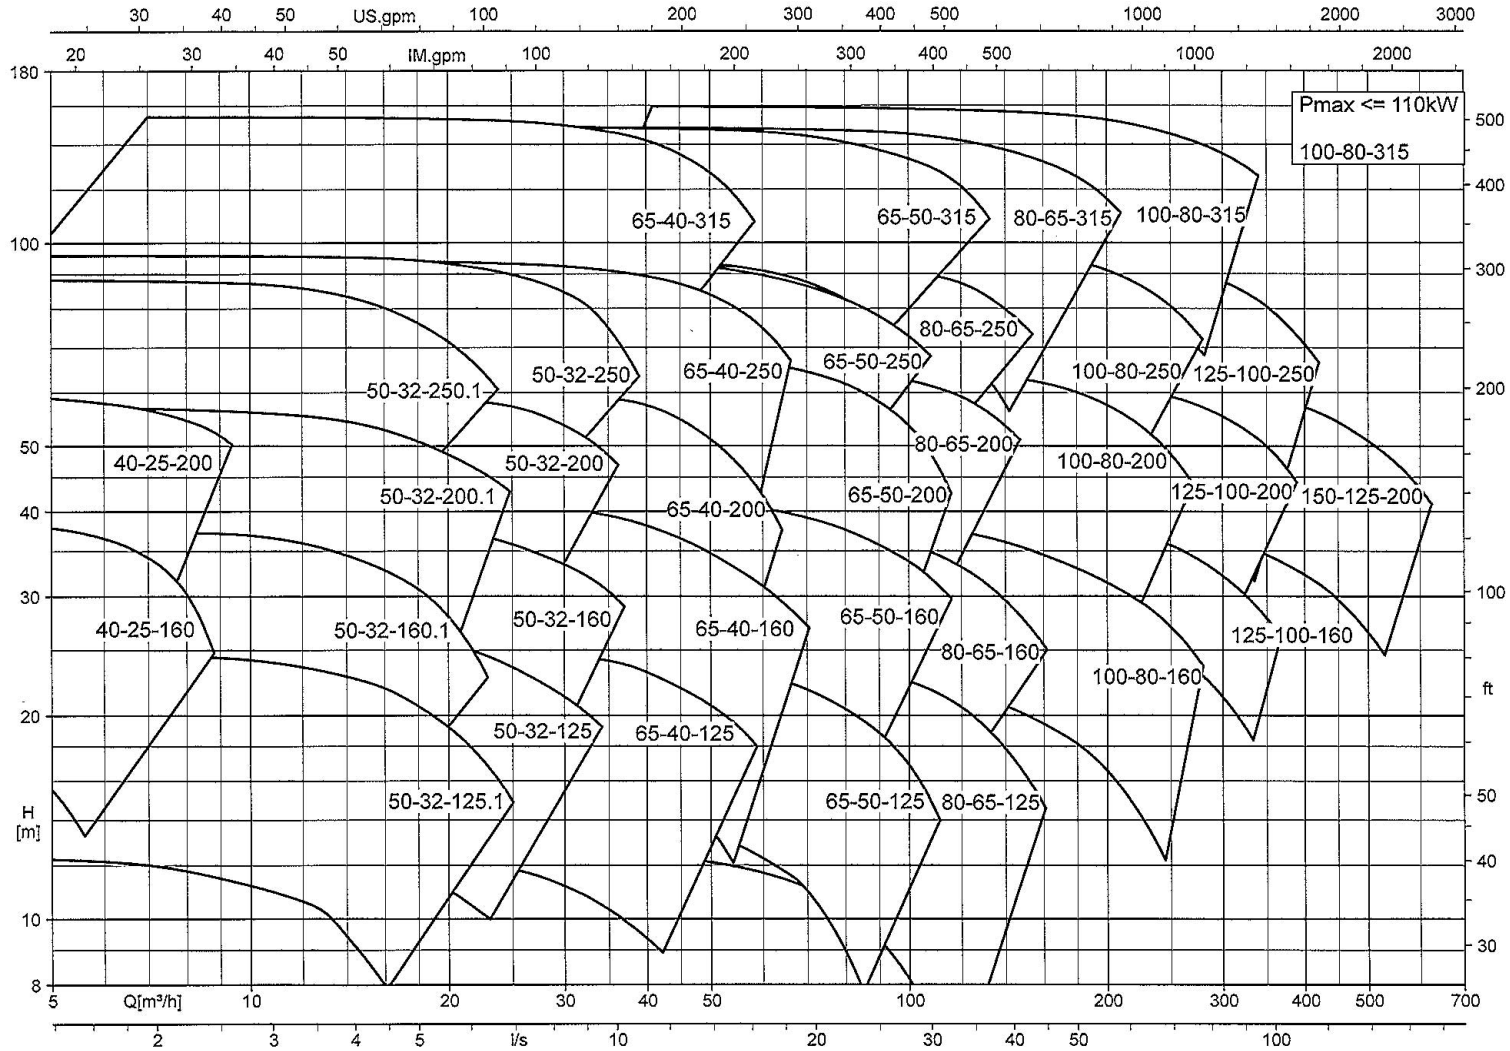 30 40 50 US.gpm 100 200 300 400 500 1000 2000 3000
20 30 40 50 IM.gpm 100 200 300 400 500 1000 2000
180
Pmax <= 110kW
500
100-80-315
400
65-40-315 65-50-315 80-65-315 100-80-315
100
300
80-65-250
50-32-250.1 50-32-250 65-40-250 65-50-250 100-80-250 125-100-250
200
50
40-25-200 50-32-200 80-65-200 100-80-200
50-32-200.1 65-40-200 65-50-200 125-100-200 150-125-200
40
30
100
40-25-160 50-32-160.1 50-32-160 65-40-160 65-50-160 125-100-160
80-65-160 100-80-160
ft
20
50-32-125 65-40-125
50-32-125.1 65-50-125 80-65-125
50
H
[m]
40
10
30
8
5 Q[m³/h] 10 20 30 40 50 100 200 300 400 500 700
2 3 4 5 l/s 10 20 30 40 50 100